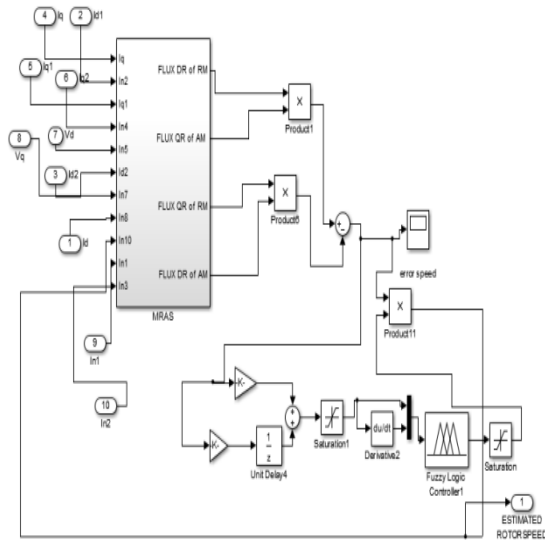 4
Iq
2
Id1
5
Iq1
6
Iq2
7
Vd
8
Vq
3
Id2
1
Id
9
In1
10
In2
Iq
In2
Iq1
In4
In5
Id2
In7
In8
In10
In1
In3
FLUX DR of RM
FLUX QR of AM
FLUX QR of RM
FLUX DR of AM
MRAS
×
Product1
×
Product6
+
−
error speed
×
Product11
-K-
-K-
1
z
Unit Delay4
+
+
Saturation1
du/dt
Derivative2
Fuzzy Logic
Controller1
Saturation
1
ESTIMATED
ROTORSPEED